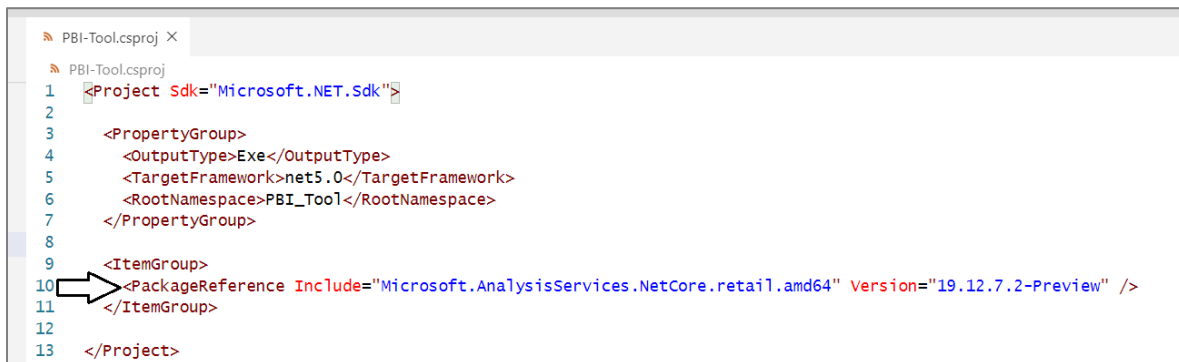 PBI-Tool.csproj ×
PBI-Tool.csproj
1 <Project Sdk="Microsoft.NET.Sdk">
2
3 <PropertyGroup>
4 <OutputType>Exe</OutputType>
5 <TargetFramework>net5.0</TargetFramework>
6 <RootNamespace>PBI_Tool</RootNamespace>
7 </PropertyGroup>
8
9 <ItemGroup>
10 <PackageReference Include="Microsoft.AnalysisServices.NetCore.retail.amd64" Version="19.12.7.2-Preview" />
11 </ItemGroup>
12
13 </Project>